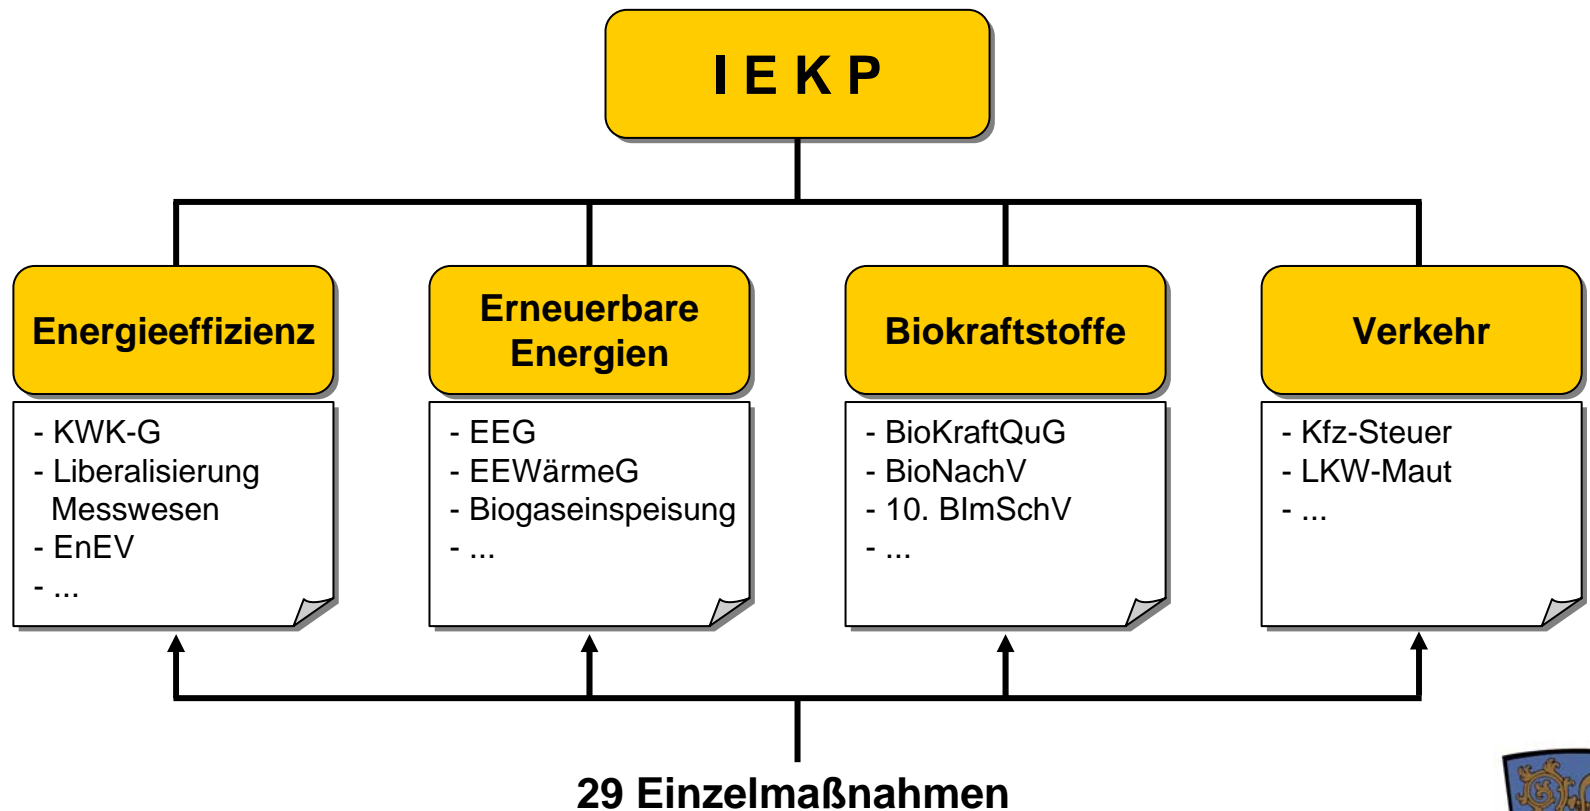 I E K P
Energieeffizienz
- KWK-G
- Liberalisierung
Messwesen
- EnEV
- ...
Erneuerbare
Energien
- EEG
- EEWärmeG
- Biogaseinspeisung
- ...
Biokraftstoffe
- BioKraftQuG
- BioNachV
- 10. BImSchV
- ...
Verkehr
- Kfz-Steuer
- LKW-Maut
- ...
29 Einzelmaßnahmen